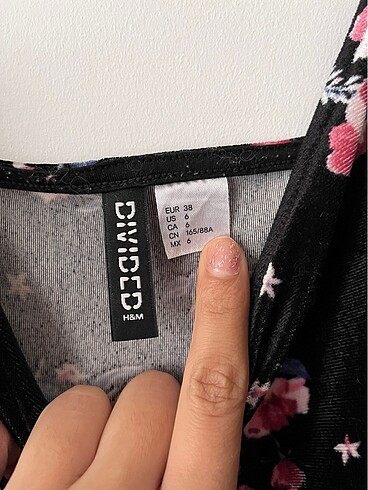 DIVIDED
H&M
EUR 38
US 6
CA 6
CN 165/88A
MX 6